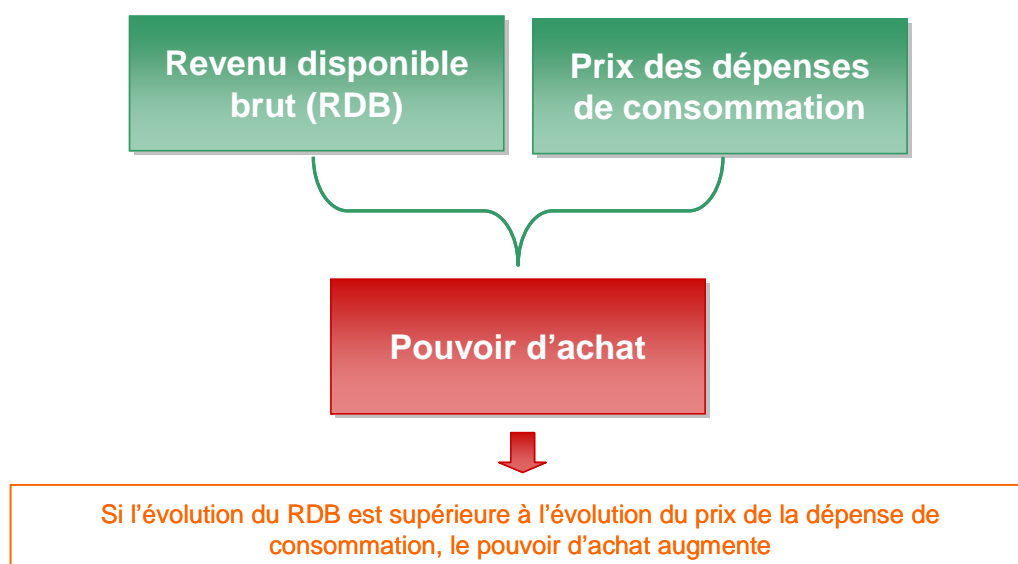 Revenu disponible
brut (RDB)
Prix des dépenses
de consommation
Pouvoir d’achat
Si l’évolution du RDB est supérieure à l’évolution du prix de la dépense de
consommation, le pouvoir d’achat augmente